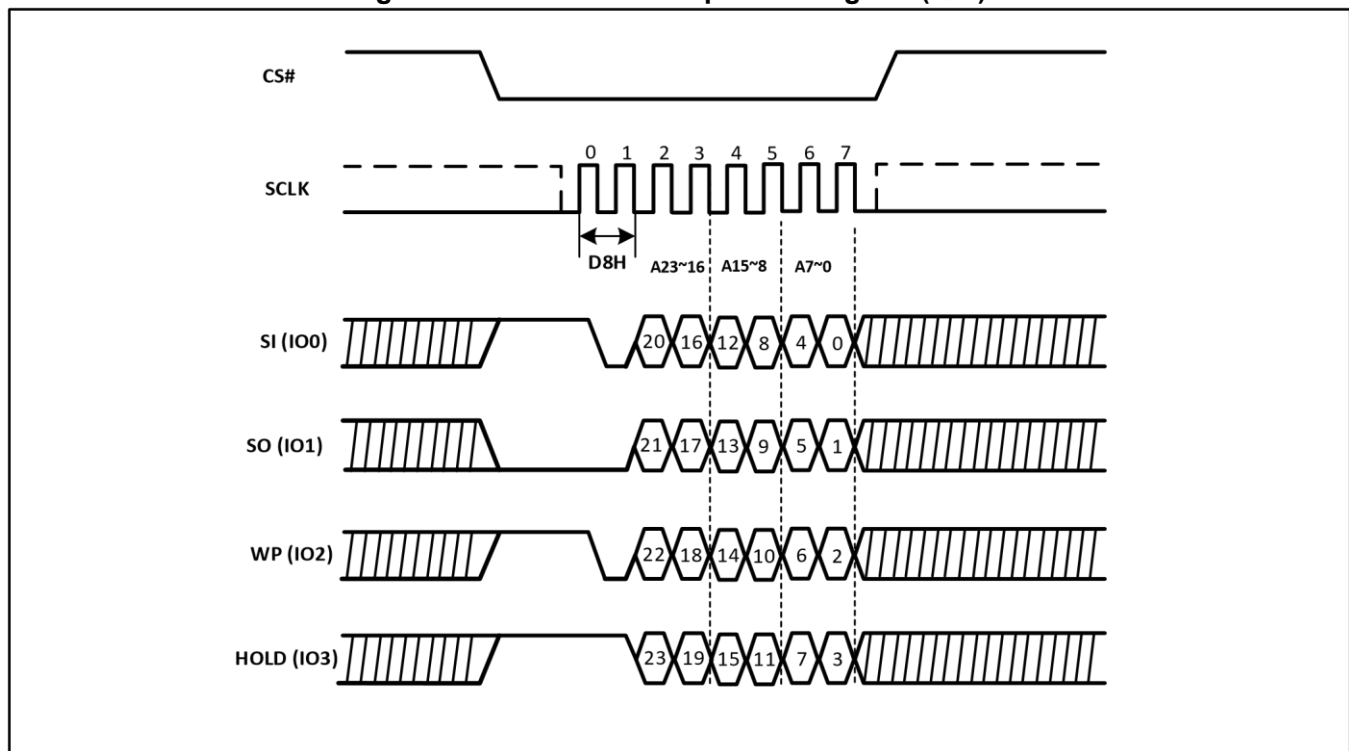 CS#
0 1 2 3 4 5 6 7
SCLK
D8H A23~16 A15~8 A7~0
SI (IO0) 20 16 12 8 4 0
SO (IO1) 21 17 13 9 5 1
WP (IO2) 22 18 14 10 6 2
HOLD (IO3) 23 19 15 11 7 3